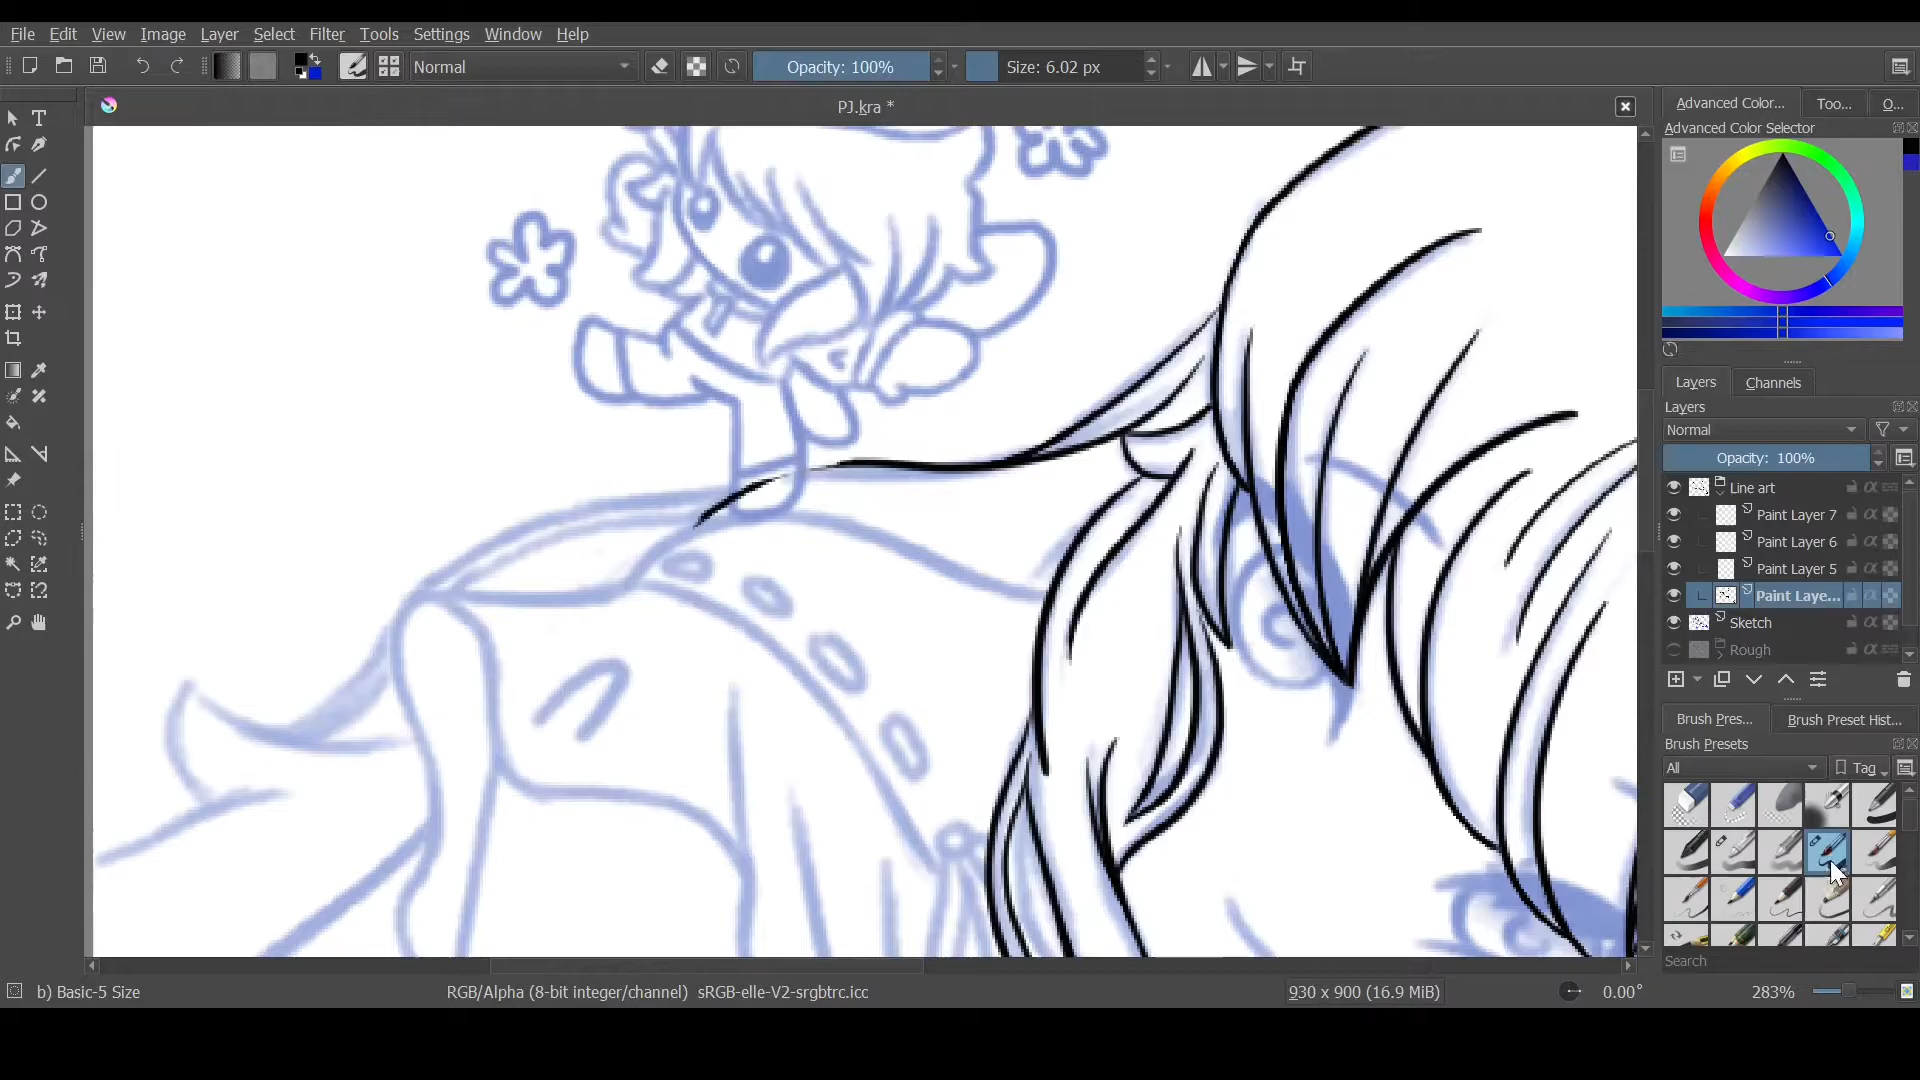 File Edit View Image Layer Select Filter Tools Settings Window Help
Normal Opacity: 100% Size: 6.02 px
PJ.kra *
Advanced Color... Too... O...
Advanced Color Selector
Layers Channels
Layers
Normal
Opacity: 100%
Line art
Paint Layer 7
Paint Layer 6
Paint Layer 5
Paint Laye...
Sketch
Rough
Brush Pres... Brush Preset Hist...
Brush Presets
All Tag
Search
b) Basic-5 Size RGB/Alpha (8-bit integer/channel) sRGB-elle-V2-srgbtrc.icc 930 x 900 (16.9 MiB) 0.00° 283%